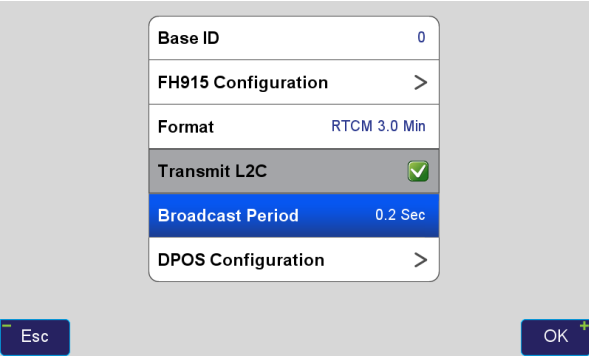 Base ID 0
FH915 Configuration >
Format RTCM 3.0 Min
Transmit L2C
Broadcast Period 0.2 Sec
DPOS Configuration >
− Esc
OK +